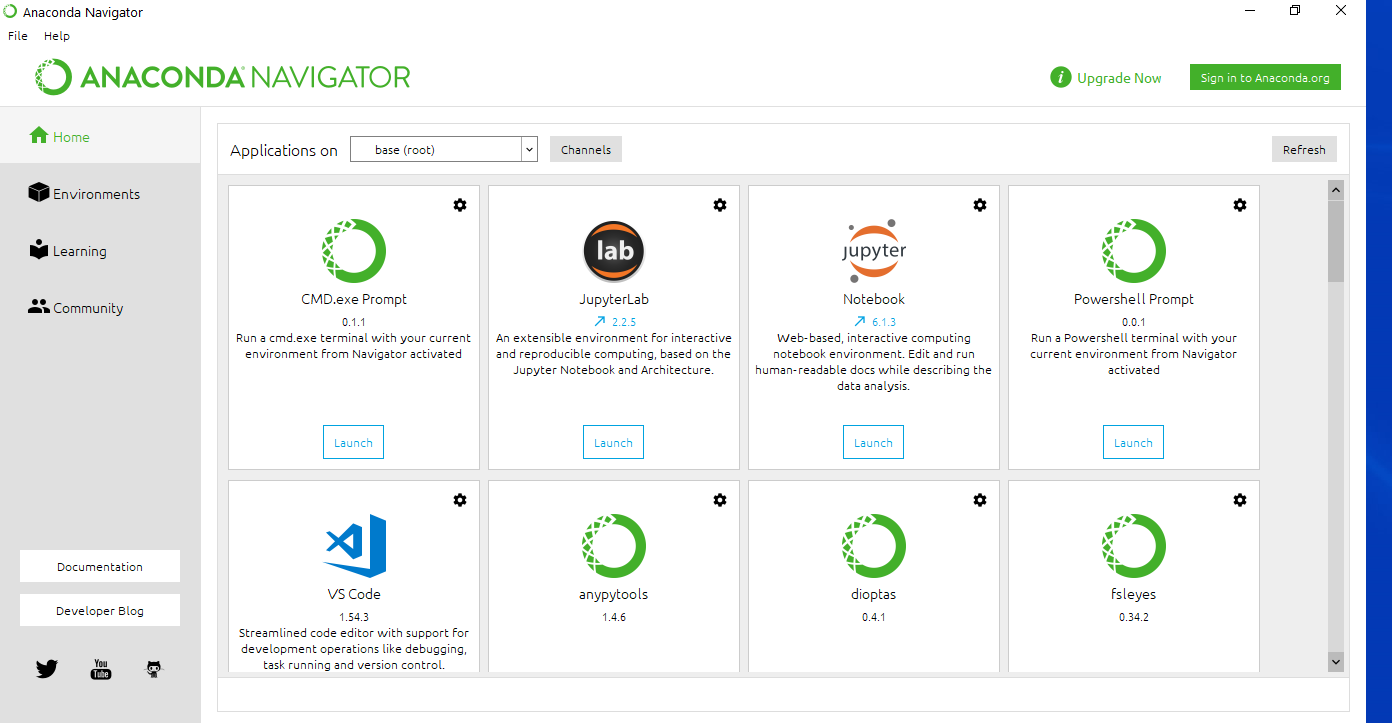 Anaconda Navigator
File Help
ANACONDA NAVIGATOR
i Upgrade Now
Sign in to Anaconda.org
Home
Environments
Learning
Community
Documentation
Developer Blog
You
Tube
Applications on base (root) Channels Refresh
CMD.exe Prompt
0.1.1
Run a cmd.exe terminal with your current
environment from Navigator activated
Launch
lab
JupyterLab
2.2.5
An extensible environment for interactive
and reproducible computing, based on the
Jupyter Notebook and Architecture.
Launch
jupyter
Notebook
6.1.3
Web-based, interactive computing
notebook environment. Edit and run
human-readable docs while describing the
data analysis.
Launch
Powershell Prompt
0.0.1
Run a Powershell terminal with your
current environment from Navigator
activated
Launch
VS Code
1.54.3
Streamlined code editor with support for
development operations like debugging,
task running and version control.
anypytools
1.4.6
dioptas
0.4.1
fsleyes
0.34.2